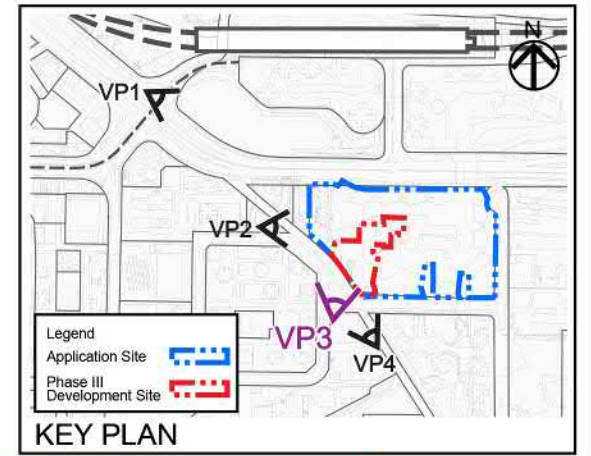 N
VP1
VP2
VP3
VP4
Legend
Application Site
Phase III
Development Site
KEY PLAN